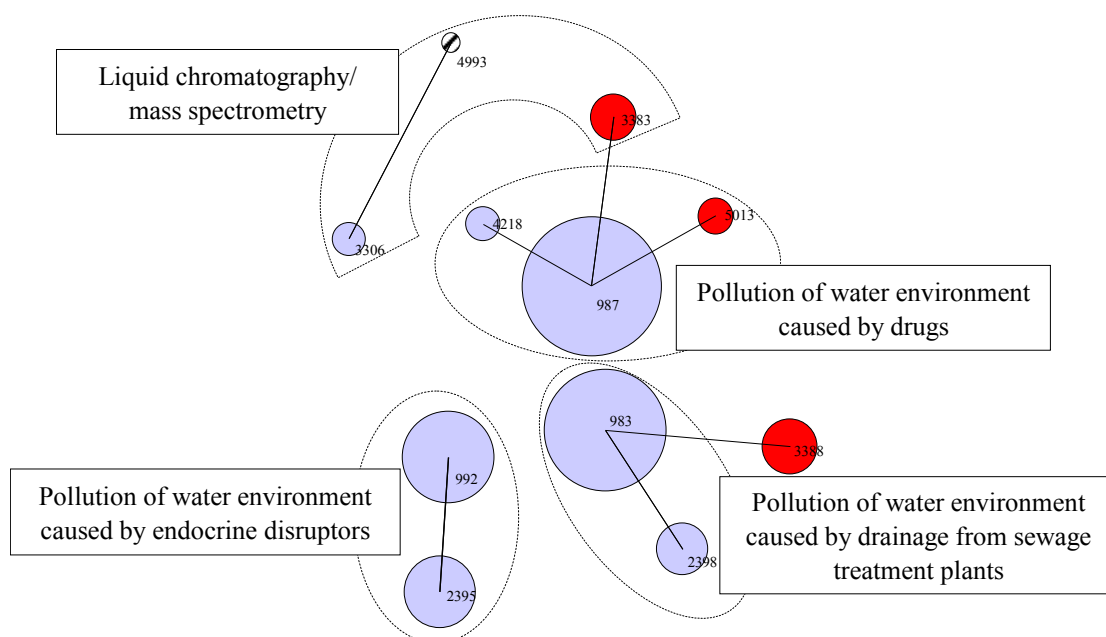 4993
Liquid chromatography/
mass spectrometry
3383
3306
4218
5013
987
Pollution of water environment
caused by drugs
983
992
3388
Pollution of water environment
caused by endocrine disruptors
2395
2398
Pollution of water environment
caused by drainage from sewage
treatment plants